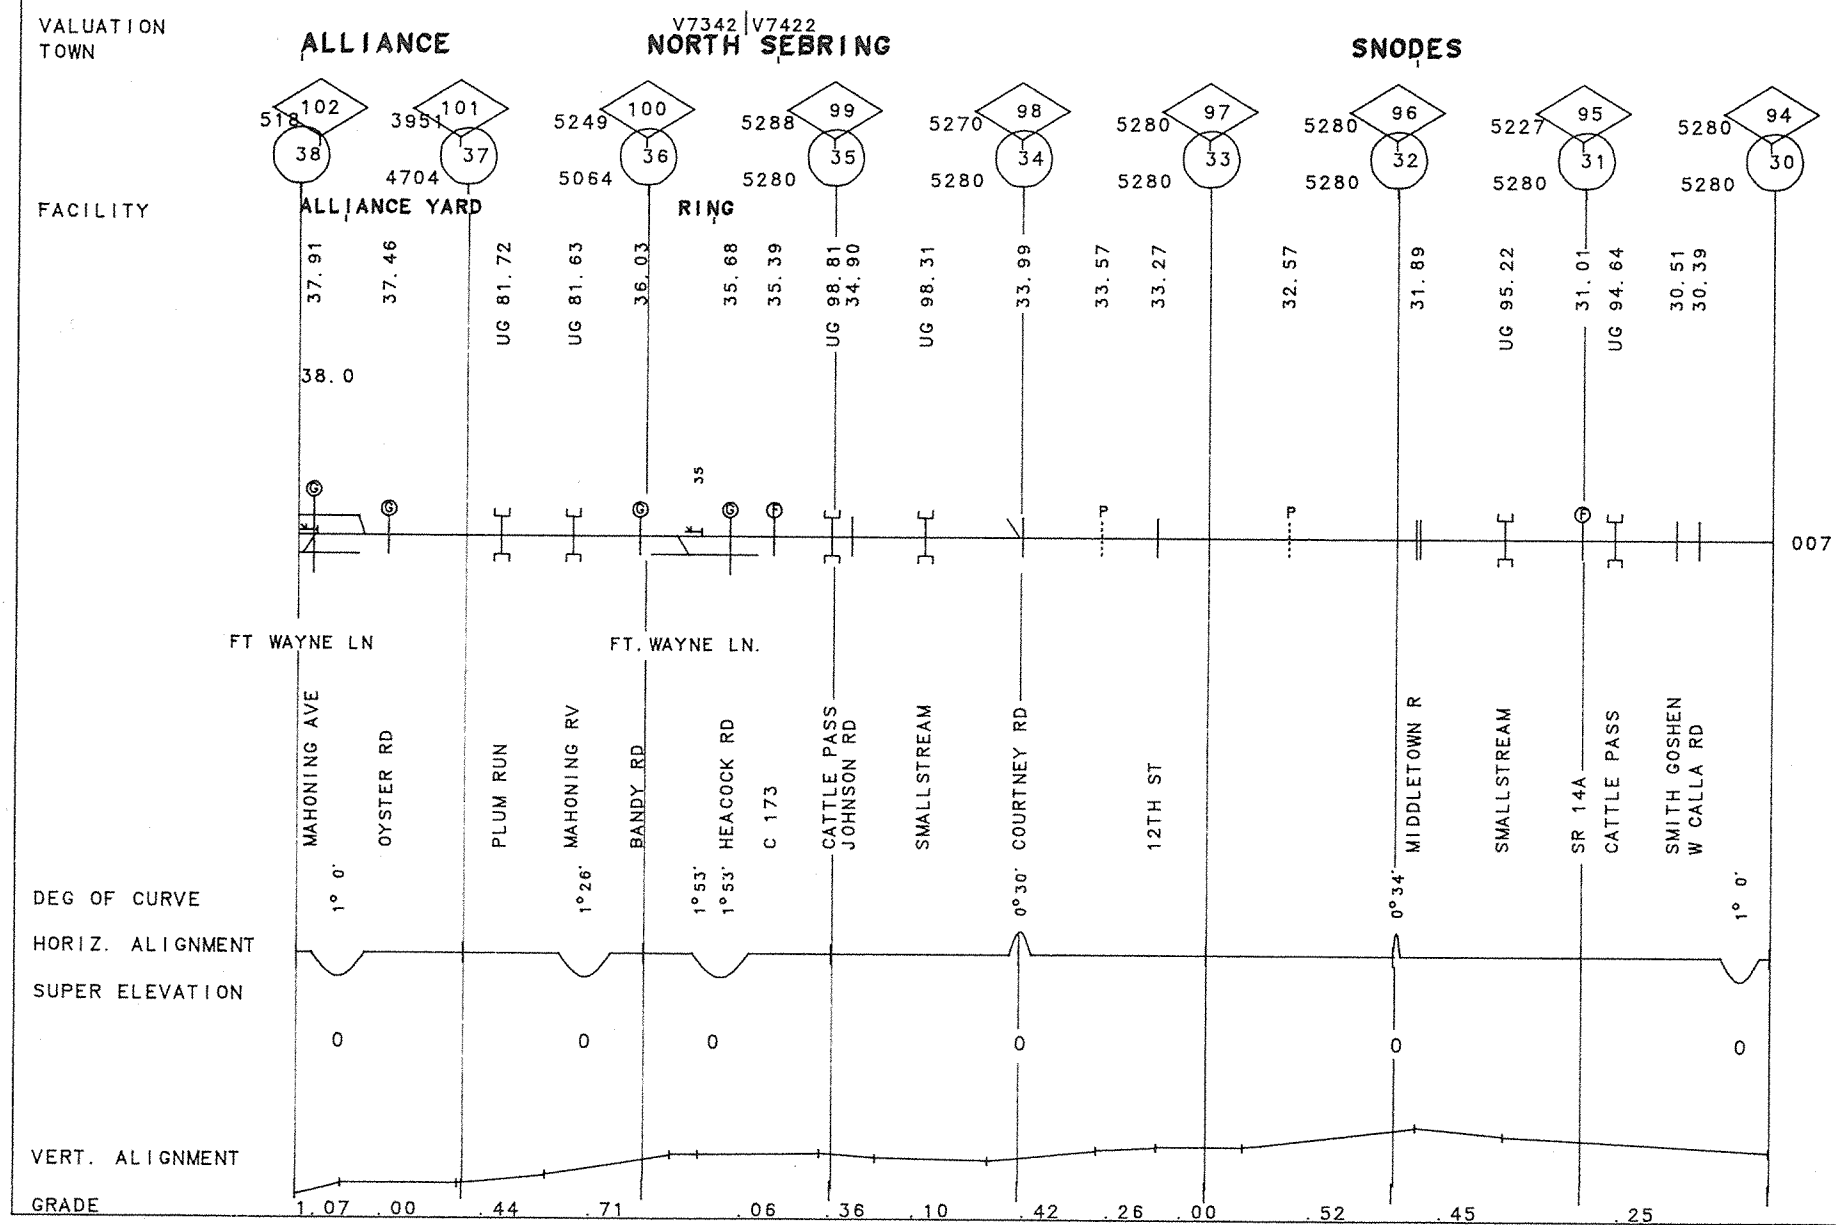 VALUATION V7342 V7422
TOWN ALLIANCE NORTH SEBRING SNODES
102 101 100 99 98 97 96 95 94
518 3951 5249 5288 5270 5280 5280 5227 5280
38 37 36 35 34 33 32 31 30
4704 5064 5280 5280 5280 5280 5280 5280
FACILITY ALLIANCE YARD RING
37.91
37.46
UG 81.72
UG 81.63
36.03
35.68
35.39
UG 98.81
34.90
UG 98.31
33.99
33.57
33.27
32.57
31.89
UG 95.22
31.01
UG 94.64
30.51
30.39
38.0
35
G G G G F P P F
007
FT WAYNE LN FT. WAYNE LN.
MAHONING AVE
OYSTER RD
PLUM RUN
MAHONING RV
BANDY RD
HEACOCK RD
C 173
CATTLE PASS
JOHNSON RD
SMALLSTREAM
COURTNEY RD
12TH ST
MIDDLETOWN R
SMALLSTREAM
SR 14A
CATTLE PASS
SMITH GOSHEN
W CALLA RD
DEG OF CURVE 1° 0' 1°26' 1°53' 1°53' 0°30' 0°34' 1° 0'
HORIZ. ALIGNMENT
SUPER ELEVATION
0 0 0 0 0 0
VERT. ALIGNMENT
GRADE 1.07 .00 .44 .71 .06 .36 .10 .42 .26 .00 .52 .45 .25